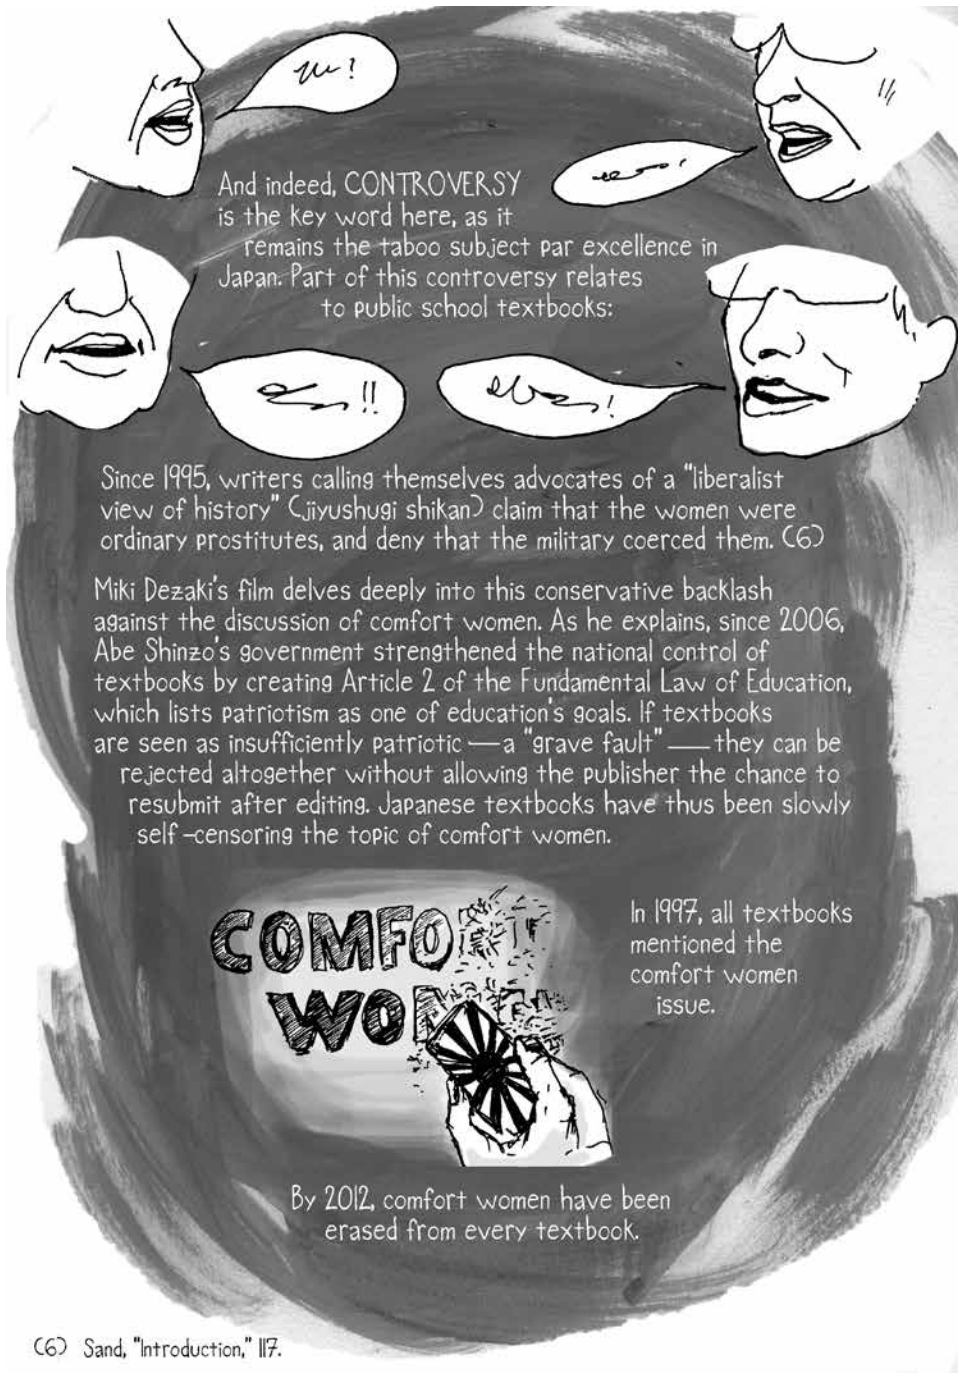 And indeed, CONTROVERSY
is the key word here, as it
remains the taboo subject par excellence in
Japan. Part of this controversy relates
to public school textbooks:
Since 1995, writers calling themselves advocates of a "liberalist
view of history" (jiyushugi shikan) claim that the women were
ordinary prostitutes, and deny that the military coerced them. (6)
Miki Dezaki's film delves deeply into this conservative backlash
against the discussion of comfort women. As he explains, since 2006,
Abe Shinzo's government strengthened the national control of
textbooks by creating Article 2 of the Fundamental Law of Education,
which lists patriotism as one of education's goals. If textbooks
are seen as insufficiently patriotic — a "grave fault" — they can be
rejected altogether without allowing the publisher the chance to
resubmit after editing. Japanese textbooks have thus been slowly
self-censoring the topic of comfort women.
COMFORT
WOMEN
In 1997, all textbooks
mentioned the
comfort women
issue.
By 2012, comfort women have been
erased from every textbook.
(6) Sand, "Introduction," 117.